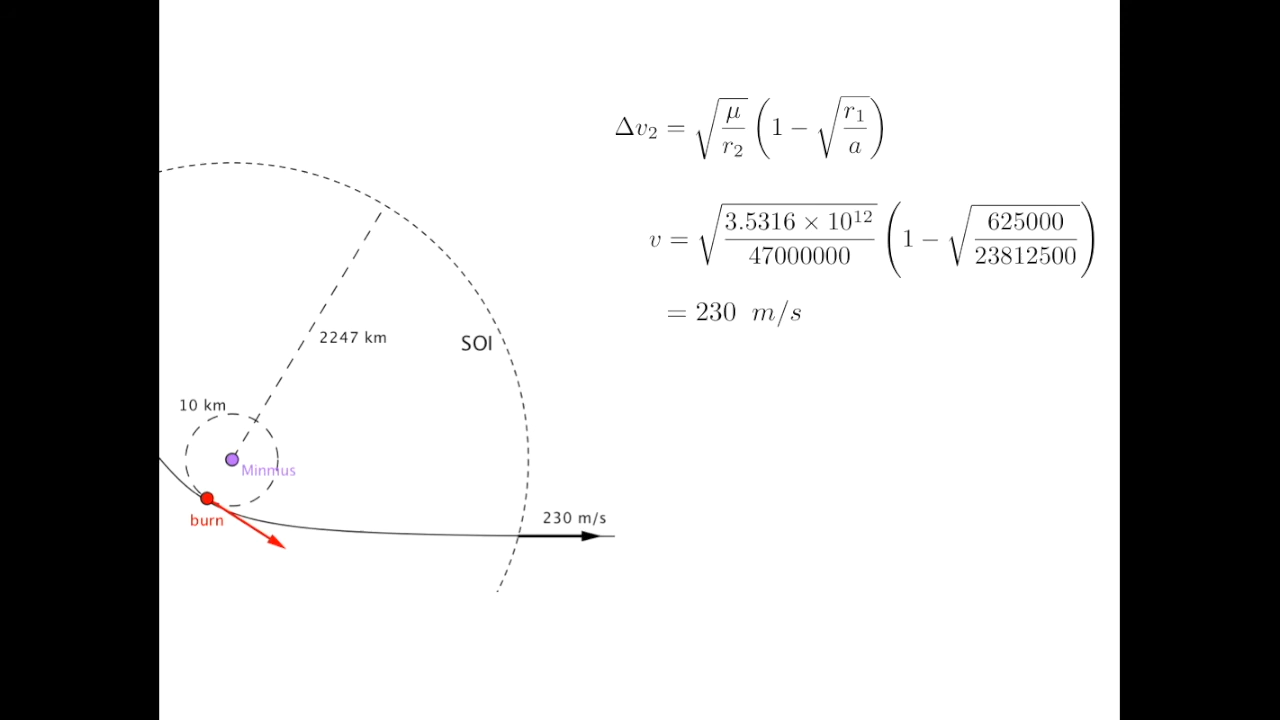 Δv₂ = √(μ/r₂) (1 − √(r₁/a))
v = √(3.5316 × 10¹²/47000000) (1 − √(625000/23812500))
= 230 m/s
2247 km
SOI
10 km
Minmus
burn
230 m/s